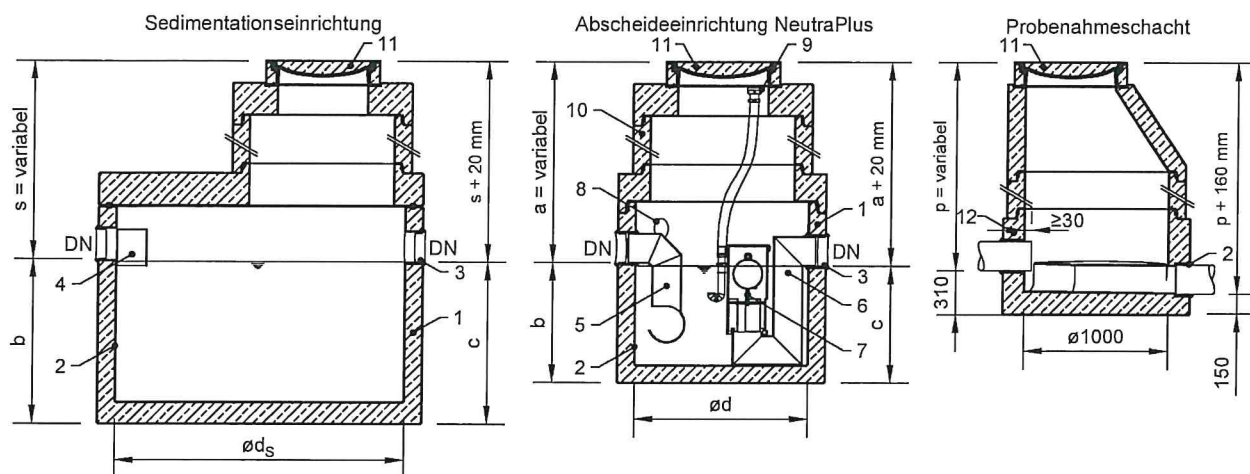 Sedimentationseinrichtung
11
s = variabel
s + 20 mm
DN
DN
4
3
b
c
2
1
ødₛ
Abscheideeinrichtung NeutraPlus
11
9
10
a = variabel
a + 20 mm
8
1
DN
DN
3
5
6
b
c
2
7
ød
Probenahmeschacht
11
p = variabel
p + 160 mm
12
≥30
2
310
ø1000
150